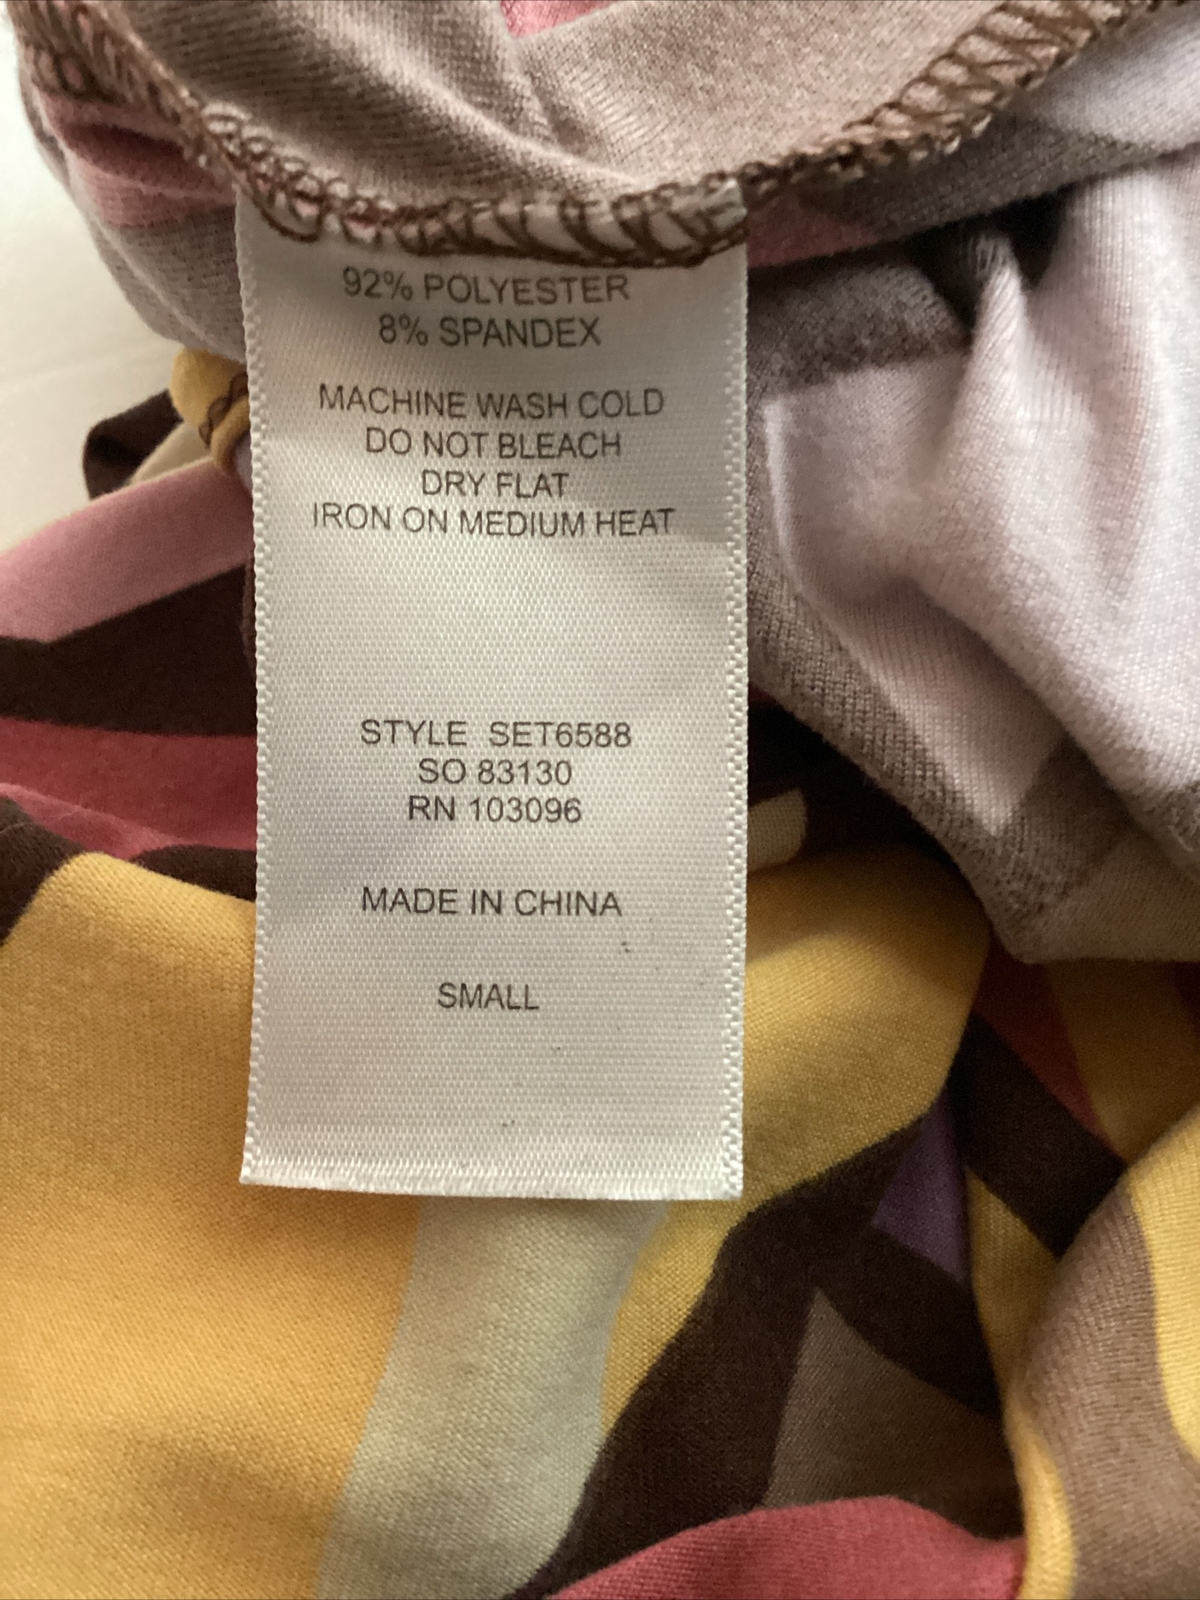 92% POLYESTER
8% SPANDEX
MACHINE WASH COLD
DO NOT BLEACH
DRY FLAT
IRON ON MEDIUM HEAT
STYLE SET6588
SO 83130
RN 103096
MADE IN CHINA
SMALL